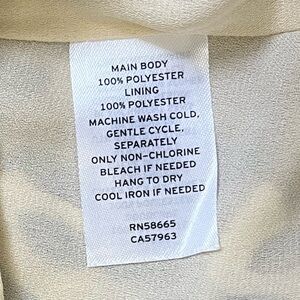 MAIN BODY
100% POLYESTER
LINING
100% POLYESTER
MACHINE WASH COLD,
GENTLE CYCLE,
SEPARATELY
ONLY NON-CHLORINE
BLEACH IF NEEDED
HANG TO DRY
COOL IRON IF NEEDED
RN58665
CA57963